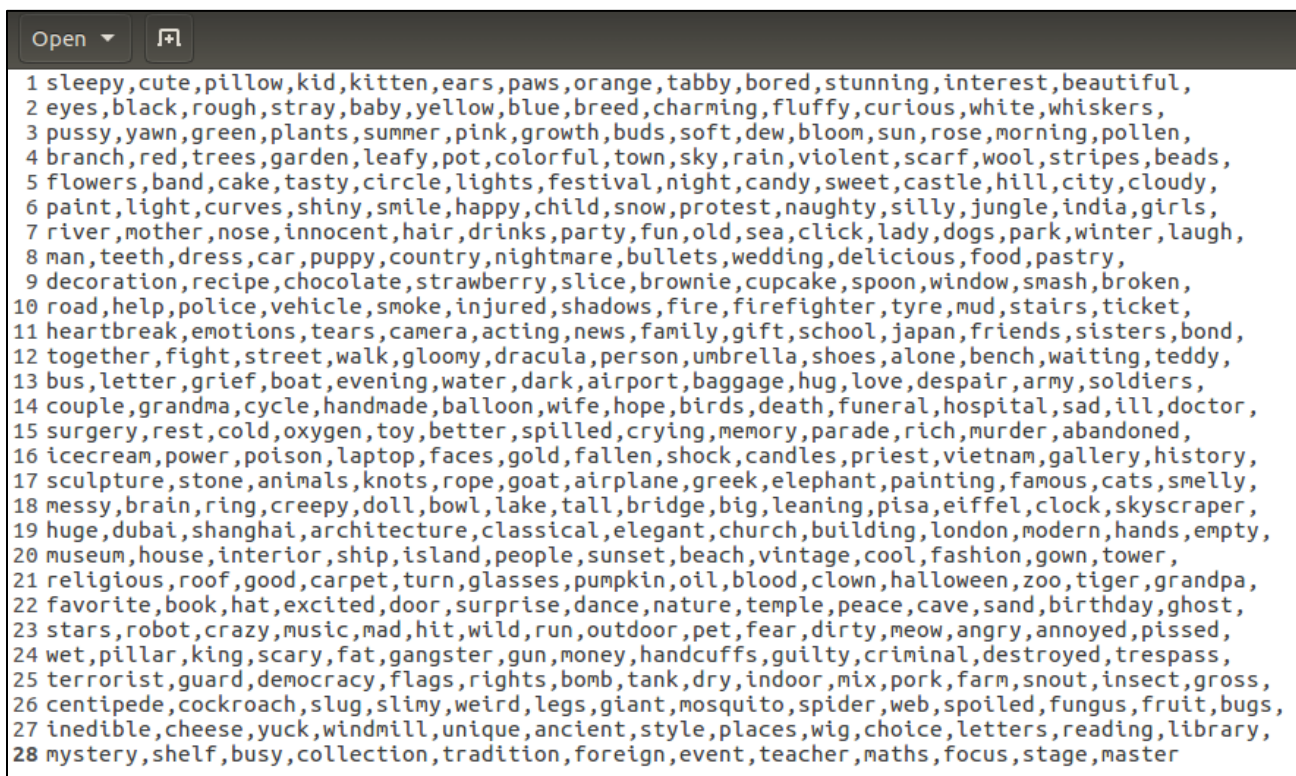 Open
1 sleepy,cute,pillow,kid,kitten,ears,paws,orange,tabby,bored,stunning,interest,beautiful,
2 eyes,black,rough,stray,baby,yellow,blue,breed,charming,fluffy,curious,white,whiskers,
3 pussy,yawn,green,plants,summer,pink,growth,buds,soft,dew,bloom,sun,rose,morning,pollen,
4 branch,red,trees,garden,leafy,pot,colorful,town,sky,rain,violent,scarf,wool,stripes,beads,
5 flowers,band,cake,tasty,circle,lights,festival,night,candy,sweet,castle,hill,city,cloudy,
6 paint,light,curves,shiny,smile,happy,child,snow,protest,naughty,silly,jungle,india,girls,
7 river,mother,nose,innocent,hair,drinks,party,fun,old,sea,click,lady,dogs,park,winter,laugh,
8 man,teeth,dress,car,puppy,country,nightmare,bullets,wedding,delicious,food,pastry,
9 decoration,recipe,chocolate,strawberry,slice,brownie,cupcake,spoon,window,smash,broken,
10 road,help,police,vehicle,smoke,injured,shadows,fire,firefighter,tyre,mud,stairs,ticket,
11 heartbreak,emotions,tears,camera,acting,news,family,gift,school,japan,friends,sisters,bond,
12 together,fight,street,walk,gloomy,dracula,person,umbrella,shoes,alone,bench,waiting,teddy,
13 bus,letter,grief,boat,evening,water,dark,airport,baggage,hug,love,despair,army,soldiers,
14 couple,grandma,cycle,handmade,balloon,wife,hope,birds,death,funeral,hospital,sad,ill,doctor,
15 surgery,rest,cold,oxygen,toy,better,spilled,crying,memory,parade,rich,murder,abandoned,
16 icecream,power,poison,laptop,faces,gold,fallen,shock,candles,priest,vietnam,gallery,history,
17 sculpture,stone,animals,knots,rope,goat,airplane,greek,elephant,painting,famous,cats,smelly,
18 messy,brain,ring,creepy,doll,bowl,lake,tall,bridge,big,leaning,pisa,eiffel,clock,skyscraper,
19 huge,dubai,shanghai,architecture,classical,elegant,church,building,london,modern,hands,empty,
20 museum,house,interior,ship,island,people,sunset,beach,vintage,cool,fashion,gown,tower,
21 religious,roof,good,carpet,turn,glasses,pumpkin,oil,blood,clown,halloween,zoo,tiger,grandpa,
22 favorite,book,hat,excited,door,surprise,dance,nature,temple,peace,cave,sand,birthday,ghost,
23 stars,robot,crazy,music,mad,hit,wild,run,outdoor,pet,fear,dirty,meow,angry,annoyed,pissed,
24 wet,pillar,king,scary,fat,gangster,gun,money,handcuffs,guilty,criminal,destroyed,trespass,
25 terrorist,guard,democracy,flags,rights,bomb,tank,dry,indoor,mix,pork,farm,snout,insect,gross,
26 centipede,cockroach,slug,slimy,weird,legs,giant,mosquito,spider,web,spoiled,fungus,fruit,bugs,
27 inedible,cheese,yuck,windmill,unique,ancient,style,places,wig,choice,letters,reading,library,
28 mystery,shelf,busy,collection,tradition,foreign,event,teacher,maths,focus,stage,master